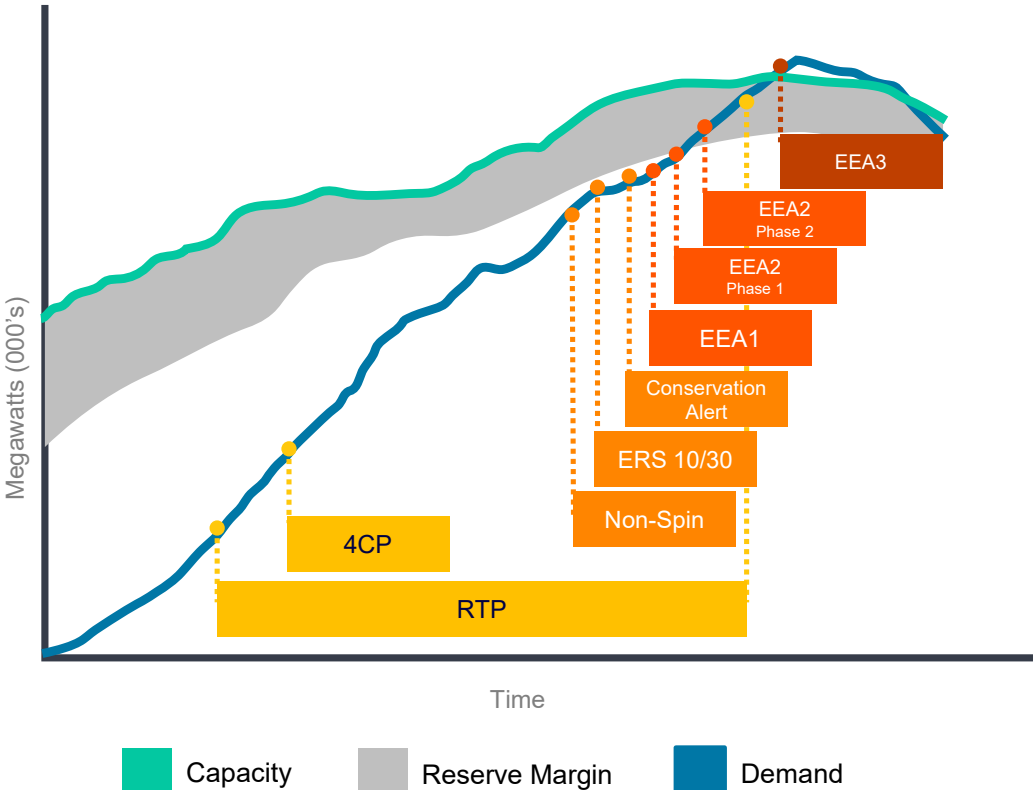 Megawatts (000's)
EEA3
EEA2
Phase 2
EEA2
Phase 1
EEA1
Conservation
Alert
ERS 10/30
Non-Spin
4CP
RTP
Time
Capacity
Reserve Margin
Demand